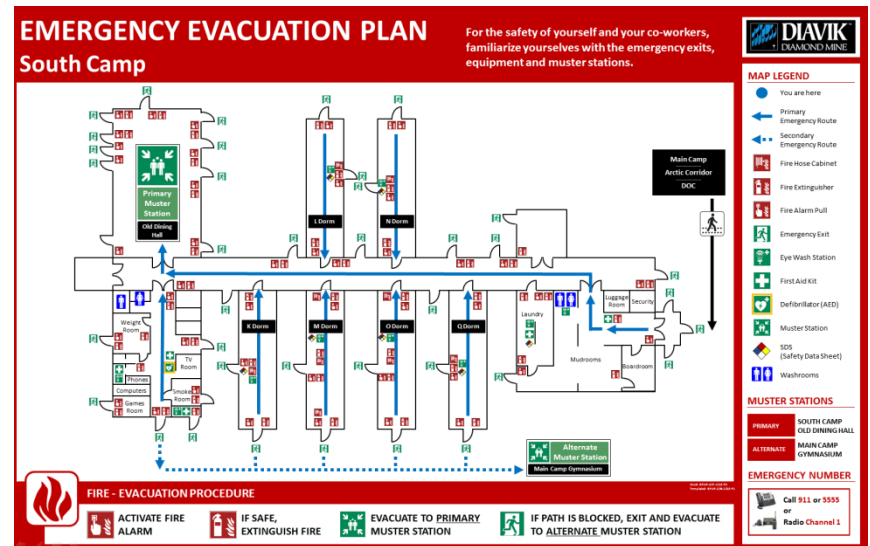 EMERGENCY EVACUATION PLAN
South Camp
For the safety of yourself and your co-workers,
familiarize yourselves with the emergency exits,
equipment and muster stations.
DIAVIK
DIAMOND MINE
MAP LEGEND
You are here
Primary
Emergency Route
Secondary
Emergency Route
Fire Hose Cabinet
Fire Extinguisher
Fire Alarm Pull
Emergency Exit
Eye Wash Station
First Aid Kit
Defibrillator (AED)
Muster Station
SDS
(Safety Data Sheet)
Washrooms
MUSTER STATIONS
PRIMARY
SOUTH CAMP
OLD DINING HALL
ALTERNATE
MAIN CAMP
GYMNASIUM
EMERGENCY NUMBER
Call 911 or 5555
or
Radio Channel 1
Primary
Muster
Station
Old Dining
Hall
L Dorm
N Dorm
Main Camp
Arctic Corridor
DOC
K Dorm
M Dorm
O Dorm
Q Dorm
Weight
Room
TV
Room
Phones
Computers
Games
Room
Smoke
Room
Laundry
Luggage
Room
Security
Mudrooms
Boardroom
Alternate
Muster Station
Main Camp Gymnasium
FIRE - EVACUATION PROCEDURE
ACTIVATE FIRE
ALARM
IF SAFE,
EXTINGUISH FIRE
EVACUATE TO PRIMARY
MUSTER STATION
IF PATH IS BLOCKED, EXIT AND EVACUATE
TO ALTERNATE MUSTER STATION